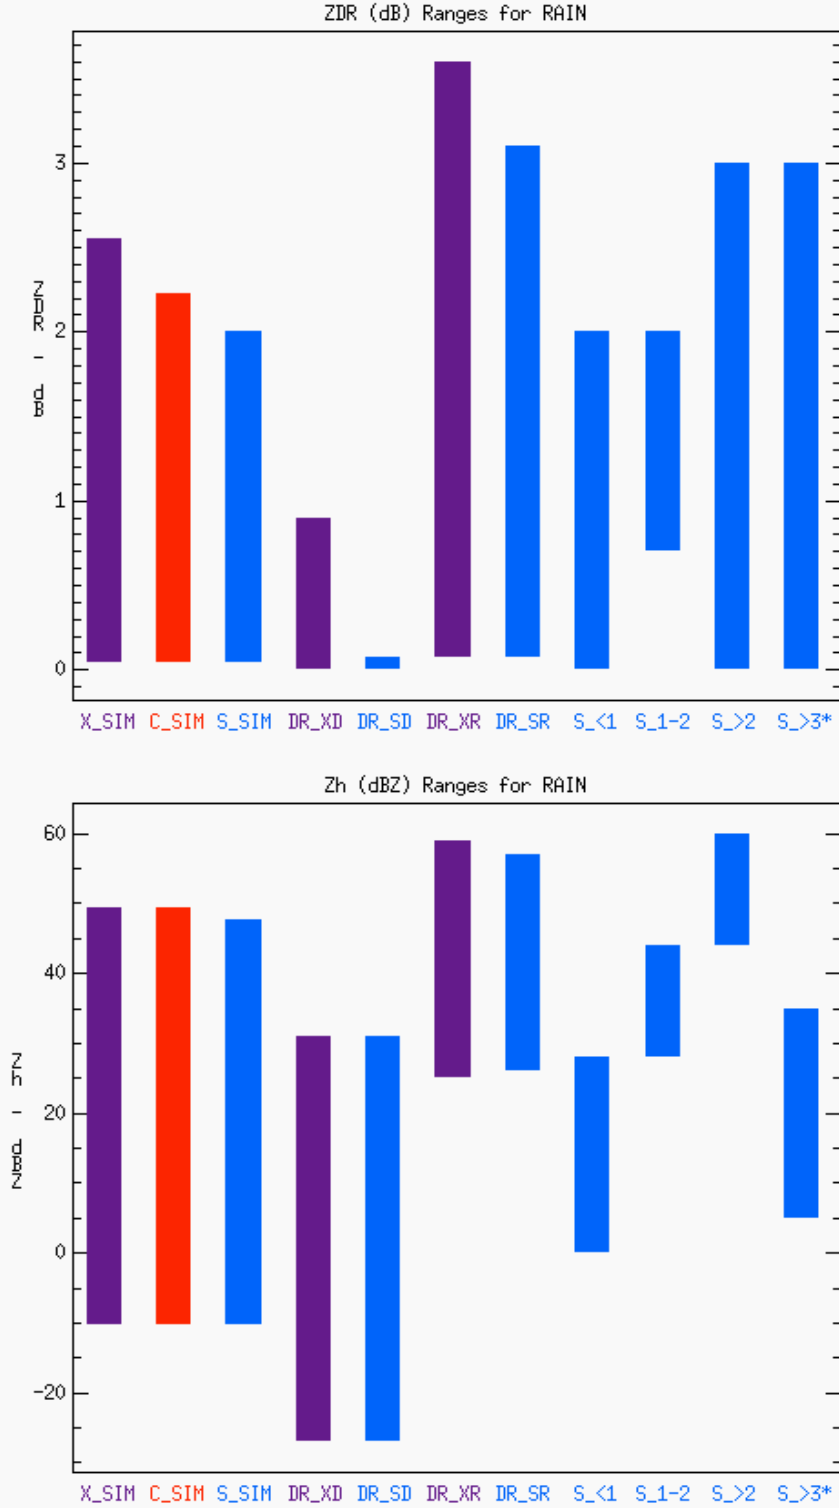 ZDR (dB) Ranges for RAIN
3
2
1
0
ZDR - dB
X_SIM C_SIM S_SIM DR_XD DR_SD DR_XR DR_SR S_<1 S_1-2 S_>2 S_>3*
Zh (dBZ) Ranges for RAIN
60
40
20
0
-20
Zh - dBZ
X_SIM C_SIM S_SIM DR_XD DR_SD DR_XR DR_SR S_<1 S_1-2 S_>2 S_>3*